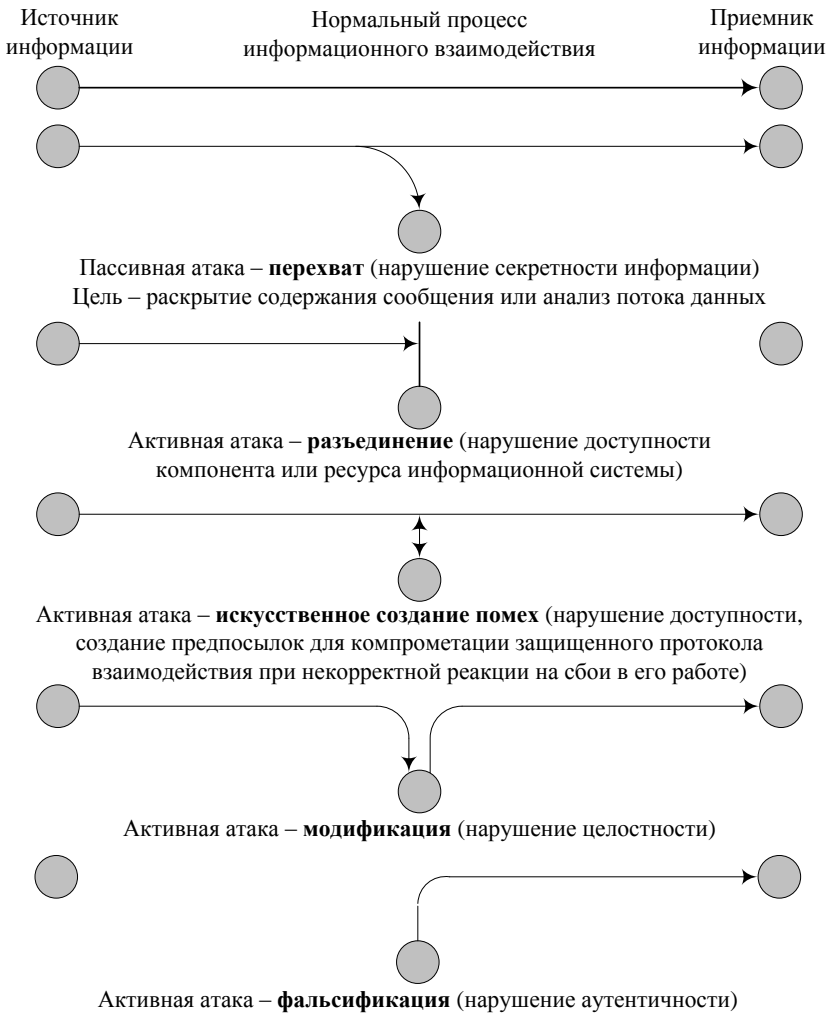 Источник
информации
Нормальный процесс
информационного взаимодействия
Приемник
информации
Пассивная атака – перехват (нарушение секретности информации)
Цель – раскрытие содержания сообщения или анализ потока данных
Активная атака – разъединение (нарушение доступности
компонента или ресурса информационной системы)
Активная атака – искусственное создание помех (нарушение доступности,
создание предпосылок для компрометации защищенного протокола
взаимодействия при некорректной реакции на сбои в его работе)
Активная атака – модификация (нарушение целостности)
Активная атака – фальсификация (нарушение аутентичности)